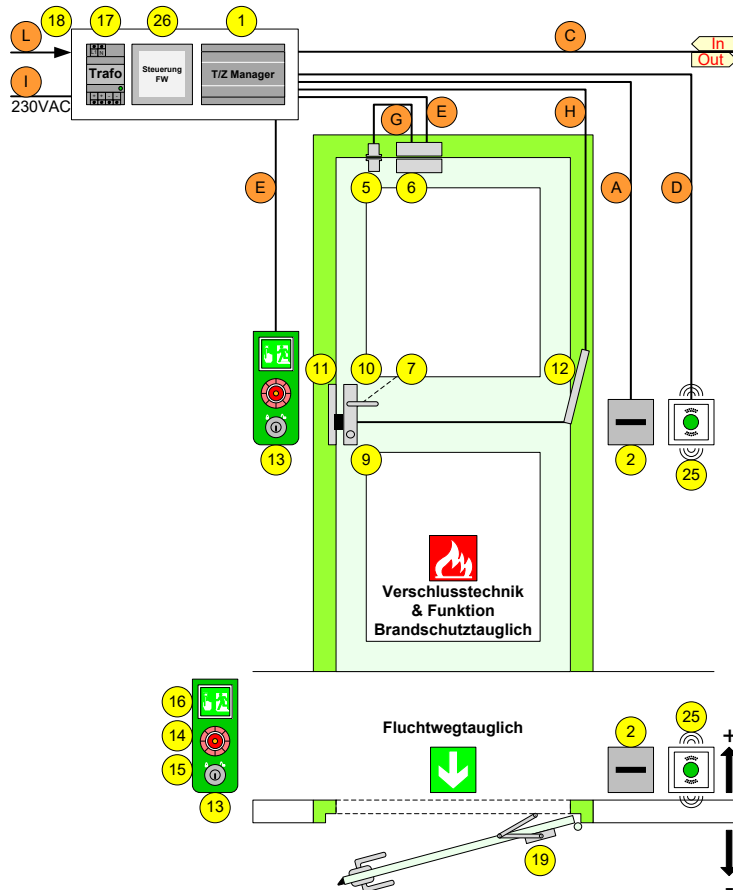 18 17 26 1
L
C
In
Out
Trafo
Steuerung
FW
T/Z Manager
I
230VAC
G E H
5 6
E A D
11 10 7 12
13 9 2 25
Verschlusstechnik
& Funktion
Brandschutztauglich
16
14
15
13
Fluchtwegtauglich
2 25
+
19
-